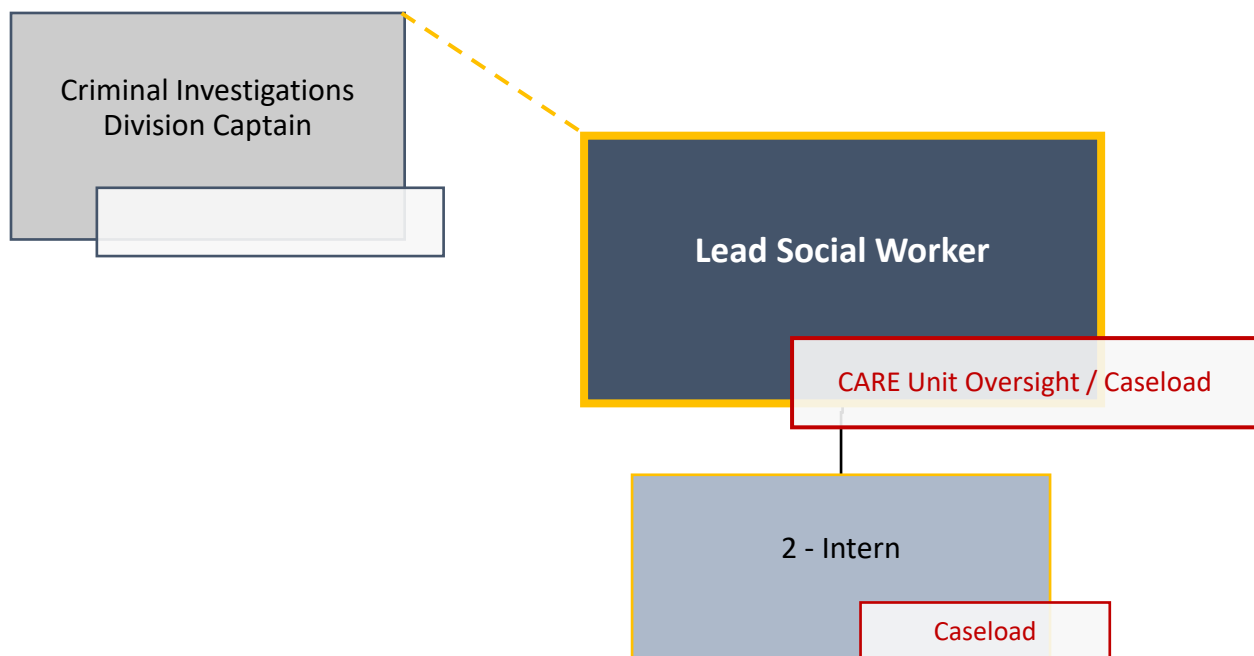 Criminal Investigations
Division Captain
Lead Social Worker
CARE Unit Oversight / Caseload
2 - Intern
Caseload